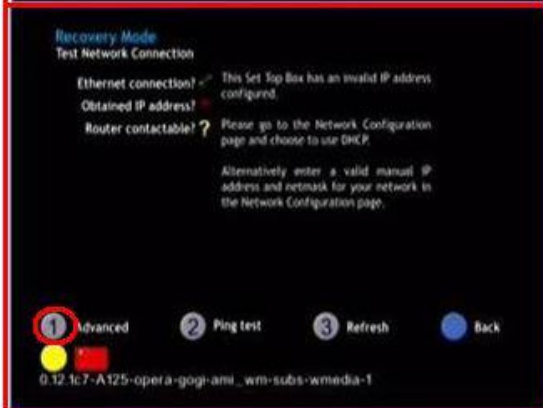 Recovery Mode
Test Network Connection
Ethernet connection?
Obtained IP address?
Router contactable? ?
This Set Top Box has an invalid IP address
configured.
Please go to the Network Configuration
page and choose to use DHCP.
Alternatively enter a valid manual IP
address and netmask for your network in
the Network Configuration page.
1 Advanced
2 Ping test
3 Refresh
Back
0.12.1c7-A125-opera-gogi-ami_wm-subs-wmedia-1